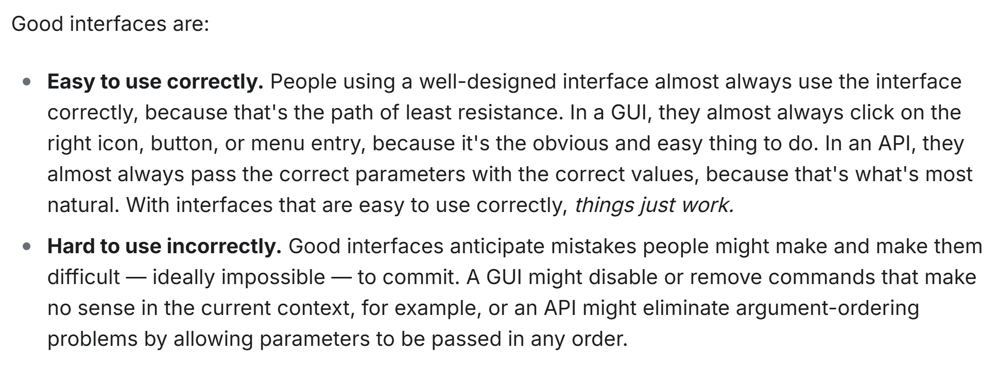 Good interfaces are:
• Easy to use correctly. People using a well-designed interface almost always use the interface
correctly, because that's the path of least resistance. In a GUI, they almost always click on the
right icon, button, or menu entry, because it's the obvious and easy thing to do. In an API, they
almost always pass the correct parameters with the correct values, because that's what's most
natural. With interfaces that are easy to use correctly, things just work.
• Hard to use incorrectly. Good interfaces anticipate mistakes people might make and make them
difficult — ideally impossible — to commit. A GUI might disable or remove commands that make
no sense in the current context, for example, or an API might eliminate argument-ordering
problems by allowing parameters to be passed in any order.